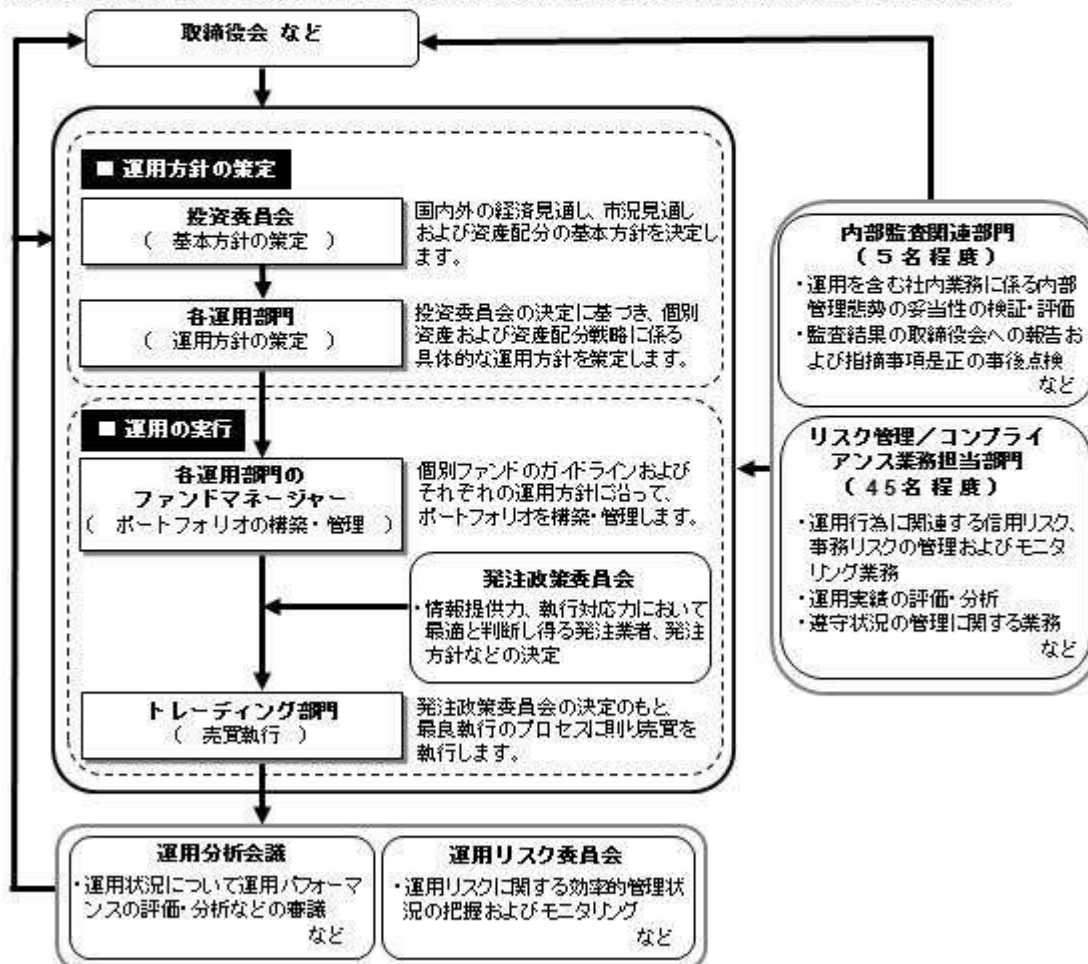 取締役会 など
■ 運用方針の策定
投資委員会
( 基本方針の策定 )
国内外の経済見通し、市況見通し
および資産配分の基本方針を決定し
ます。
各運用部門
( 運用方針の策定 )
投資委員会の決定に基づき、個別
資産および資産配分戦略に係る
具体的な運用方針を策定します。
■ 運用の実行
各運用部門の
ファンドマネージャー
( ポートフォリオの構築・管理 )
個別ファンドのガイドラインおよび
それぞれの運用方針に沿って、
ポートフォリオを構築・管理します。
発注政策委員会
・情報提供力、執行対応力において
最適と判断し得る発注業者、発注
方針などの決定
トレーディング部門
( 売買執行 )
発注政策委員会の決定のもと
最良執行のプロセスに則り売買を
執行します。
内部監査関連部門
(5名程度)
・運用を含む社内業務に係る内部
管理態勢の妥当性の検証・評価
・監査結果の取締役会への報告お
よび指摘事項是正の事後点検
など
リスク管理/コンプライ
アンス業務担当部門
(45名程度)
・運用行為に関連する信用リスク、
事務リスクの管理およびモニタ
リング業務
・運用実績の評価・分析
・遵守状況の管理に関する業務
など
運用分析会議
・運用状況について運用パフォーマ
ンスの評価・分析などの審議
など
運用リスク委員会
・運用リスクに関する効率的管理状
況の把握およびモニタリング
など